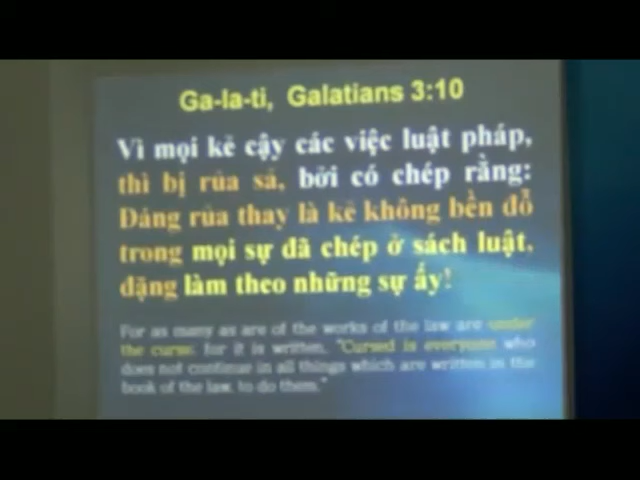 Ga-la-ti, Galatians 3:10
Vì mọi kẻ cậy các việc luật pháp,
thì bị rủa sả, bởi có chép rằng:
Đáng rủa thay là kẻ không bền đỗ
trong mọi sự đã chép ở sách luật,
đặng làm theo những sự ấy!
For as many as are of the works of the law are under
the curse, for it is written, "Cursed is everyone who
does not continue in all things which are written in the
book of the law, to do them."